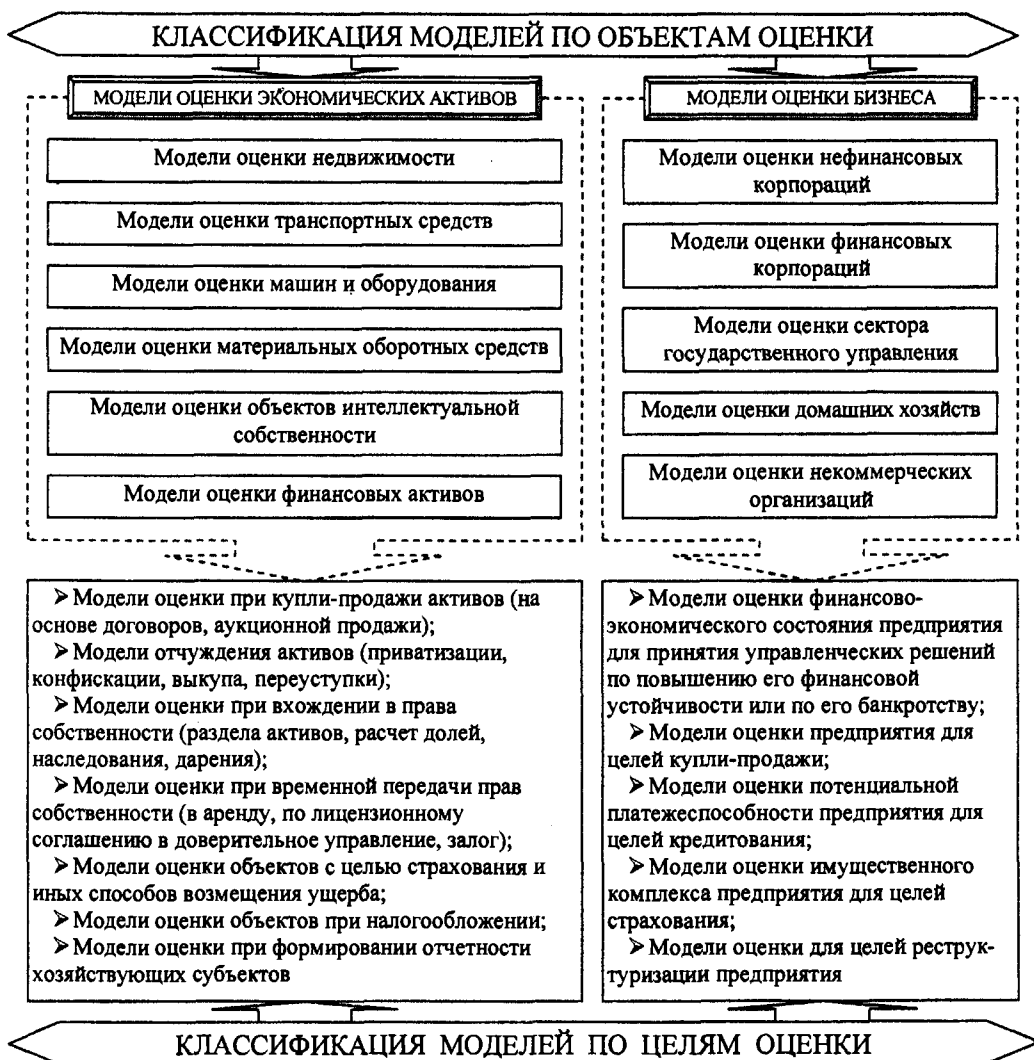 КЛАССИФИКАЦИЯ МОДЕЛЕЙ ПО ОБЪЕКТАМ ОЦЕНКИ
МОДЕЛИ ОЦЕНКИ ЭКОНОМИЧЕСКИХ АКТИВОВ
Модели оценки недвижимости
Модели оценки транспортных средств
Модели оценки машин и оборудования
Модели оценки материальных оборотных средств
Модели оценки объектов интеллектуальной
собственности
Модели оценки финансовых активов
МОДЕЛИ ОЦЕНКИ БИЗНЕСА
Модели оценки нефинансовых
корпораций
Модели оценки финансовых
корпораций
Модели оценки сектора
государственного управления
Модели оценки домашних хозяйств
Модели оценки некоммерческих
организаций
➤ Модели оценки при купли-продажи активов (на
основе договоров, аукционной продажи);
➤ Модели отчуждения активов (приватизации,
конфискации, выкупа, переуступки);
➤ Модели оценки при вхождении в права
собственности (раздела активов, расчет долей,
наследования, дарения);
➤ Модели оценки при временной передачи прав
собственности (в аренду, по лицензионному
соглашению в доверительное управление, залог);
➤ Модели оценки объектов с целью страхования и
иных способов возмещения ущерба;
➤ Модели оценки объектов при налогообложении;
➤ Модели оценки при формировании отчетности
хозяйствующих субъектов
➤ Модели оценки финансово-
экономического состояния предприятия
для принятия управленческих решений
по повышению его финансовой
устойчивости или по его банкротству;
➤ Модели оценки предприятия для
целей купли-продажи;
➤ Модели оценки потенциальной
платежеспособности предприятия для
целей кредитования;
➤ Модели оценки имущественного
комплекса предприятия для целей
страхования;
➤ Модели оценки для целей реструк-
туризации предприятия
КЛАССИФИКАЦИЯ МОДЕЛЕЙ ПО ЦЕЛЯМ ОЦЕНКИ